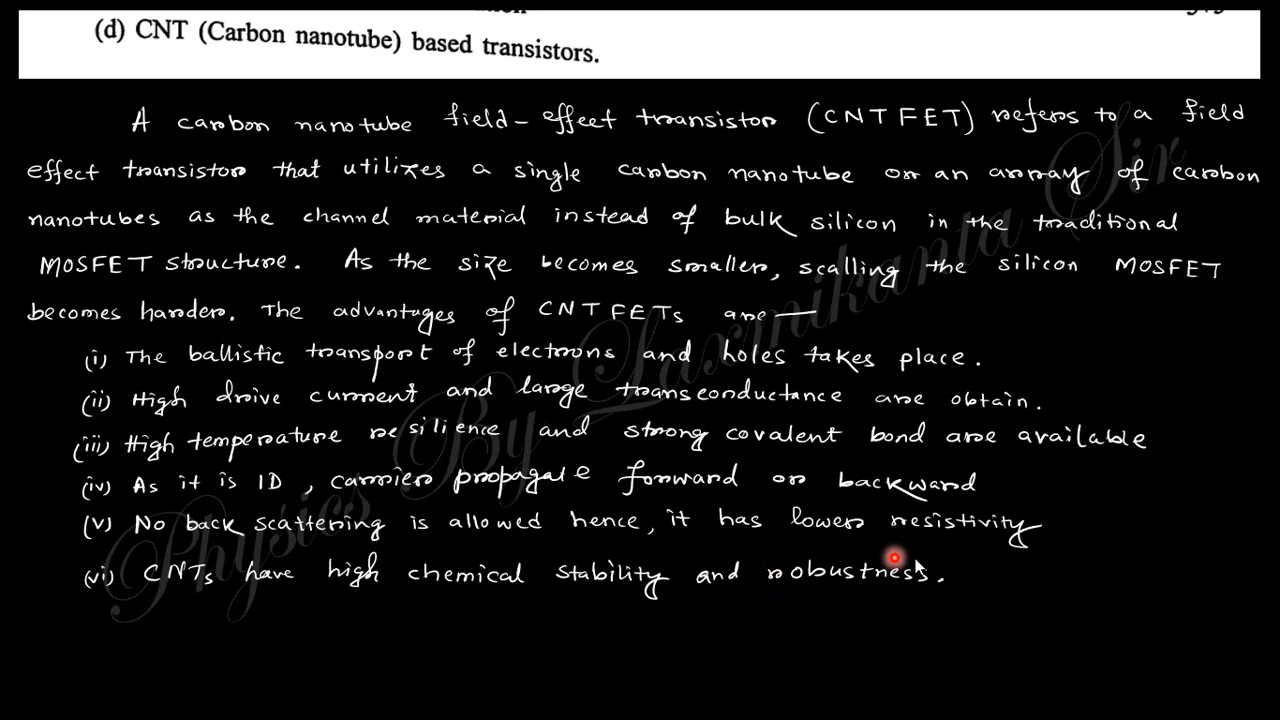 (d) CNT (Carbon nanotube) based transistors.
A carbon nanotube field-effect transistor (CNTFET) refers to a field
effect transistor that utilizes a single carbon nanotube or an array of carbon
nanotubes as the channel material instead of bulk silicon in the traditional
MOSFET structure. As the size becomes smaller, scalling the silicon MOSFET
becomes harder. The advantages of CNTFETs are —
(i) The ballistic transport of electrons and holes takes place.
(ii) High drive current and large transconductance are obtain.
(iii) High temperature resilience and strong covalent bond are available
(iv) As it is 1D, carrier propagate forward or backward
(v) No back scattering is allowed hence, it has lower resistivity
(vi) CNTs have high chemical stability and robustness.
Physics By Laxmikanta Sir